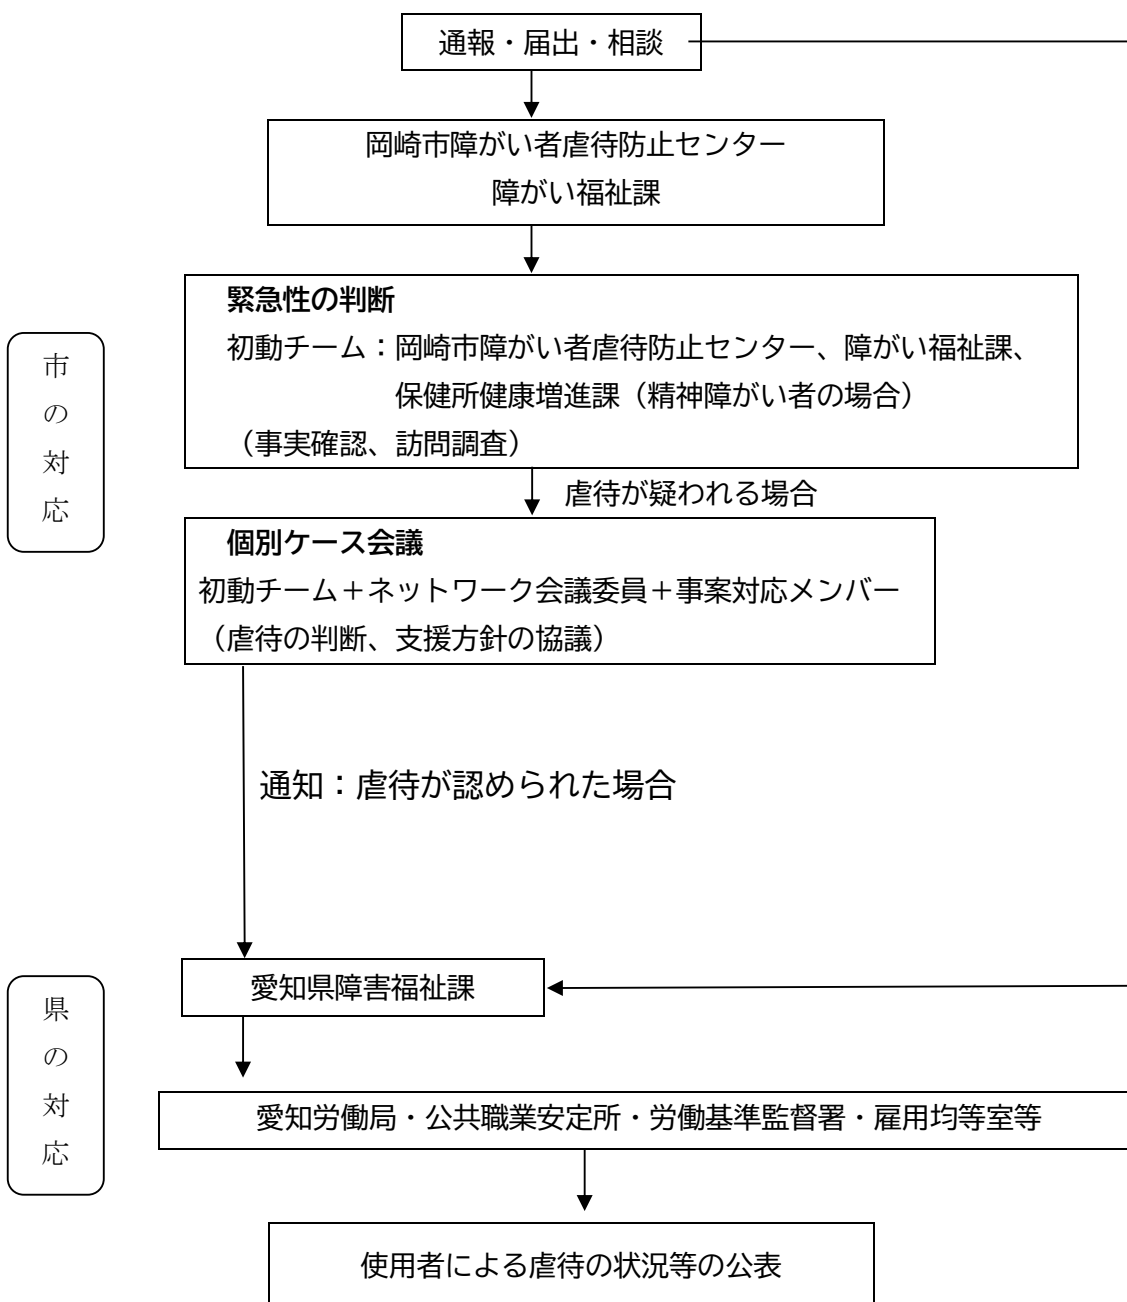 通報・届出・相談
岡崎市障がい者虐待防止センター
障がい福祉課
緊急性の判断
初動チーム：岡崎市障がい者虐待防止センター、障がい福祉課、
保健所健康増進課（精神障がい者の場合）
（事実確認、訪問調査）
市の対応
虐待が疑われる場合
個別ケース会議
初動チーム＋ネットワーク会議委員＋事案対応メンバー
（虐待の判断、支援方針の協議）
通知：虐待が認められた場合
愛知県障害福祉課
県の対応
愛知労働局・公共職業安定所・労働基準監督署・雇用均等室等
使用者による虐待の状況等の公表